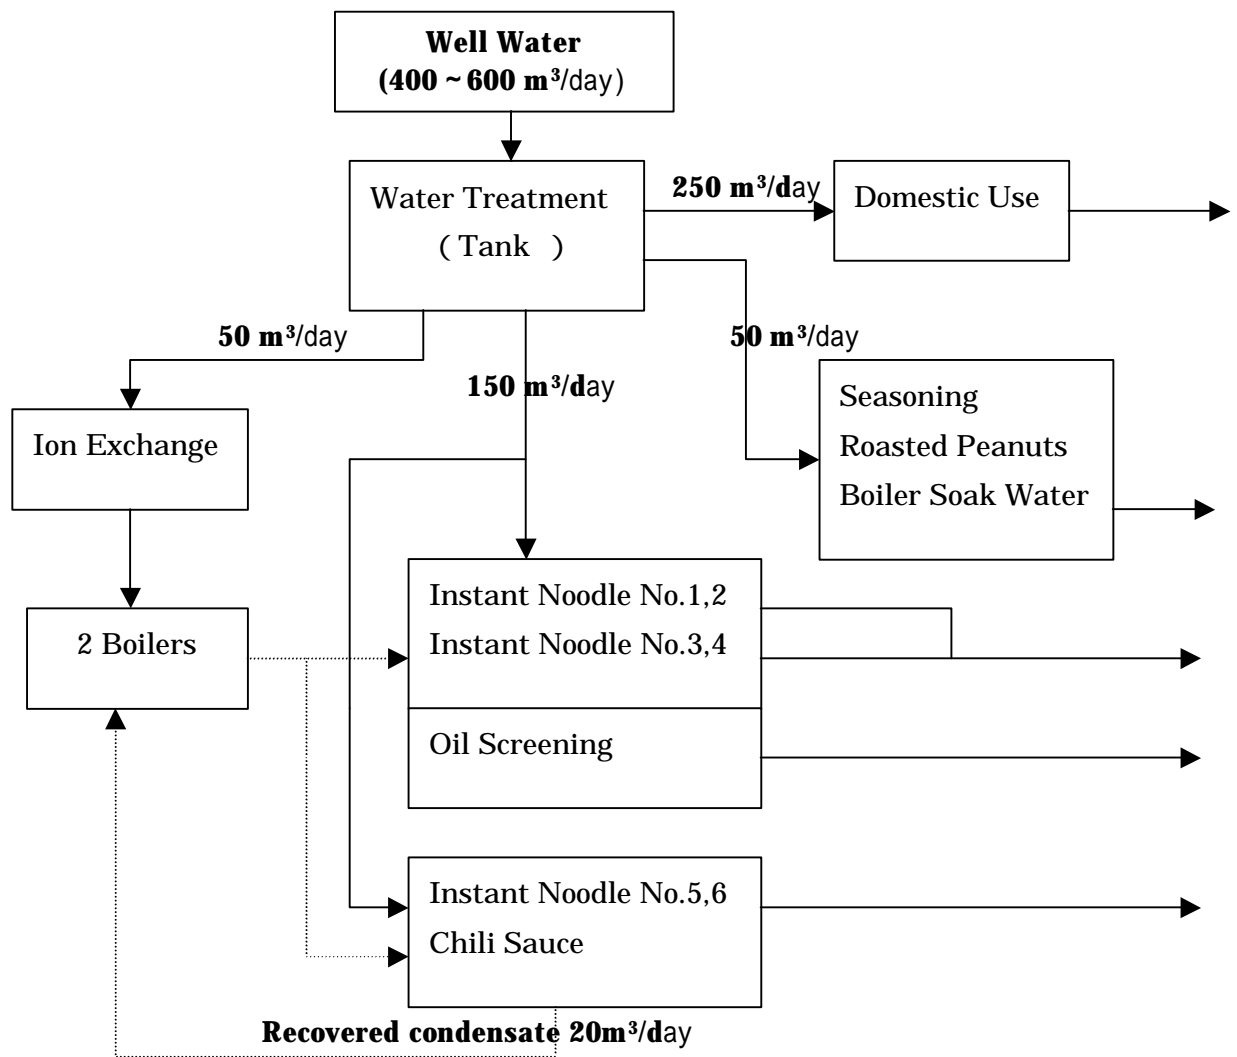 Well Water
(400 ~ 600 m³/day)
Water Treatment
( Tank )
250 m³/day
Domestic Use
50 m³/day
50 m³/day
150 m³/day
Ion Exchange
Seasoning
Roasted Peanuts
Boiler Soak Water
2 Boilers
Instant Noodle No.1,2
Instant Noodle No.3,4
Oil Screening
Instant Noodle No.5,6
Chili Sauce
Recovered condensate 20m³/day